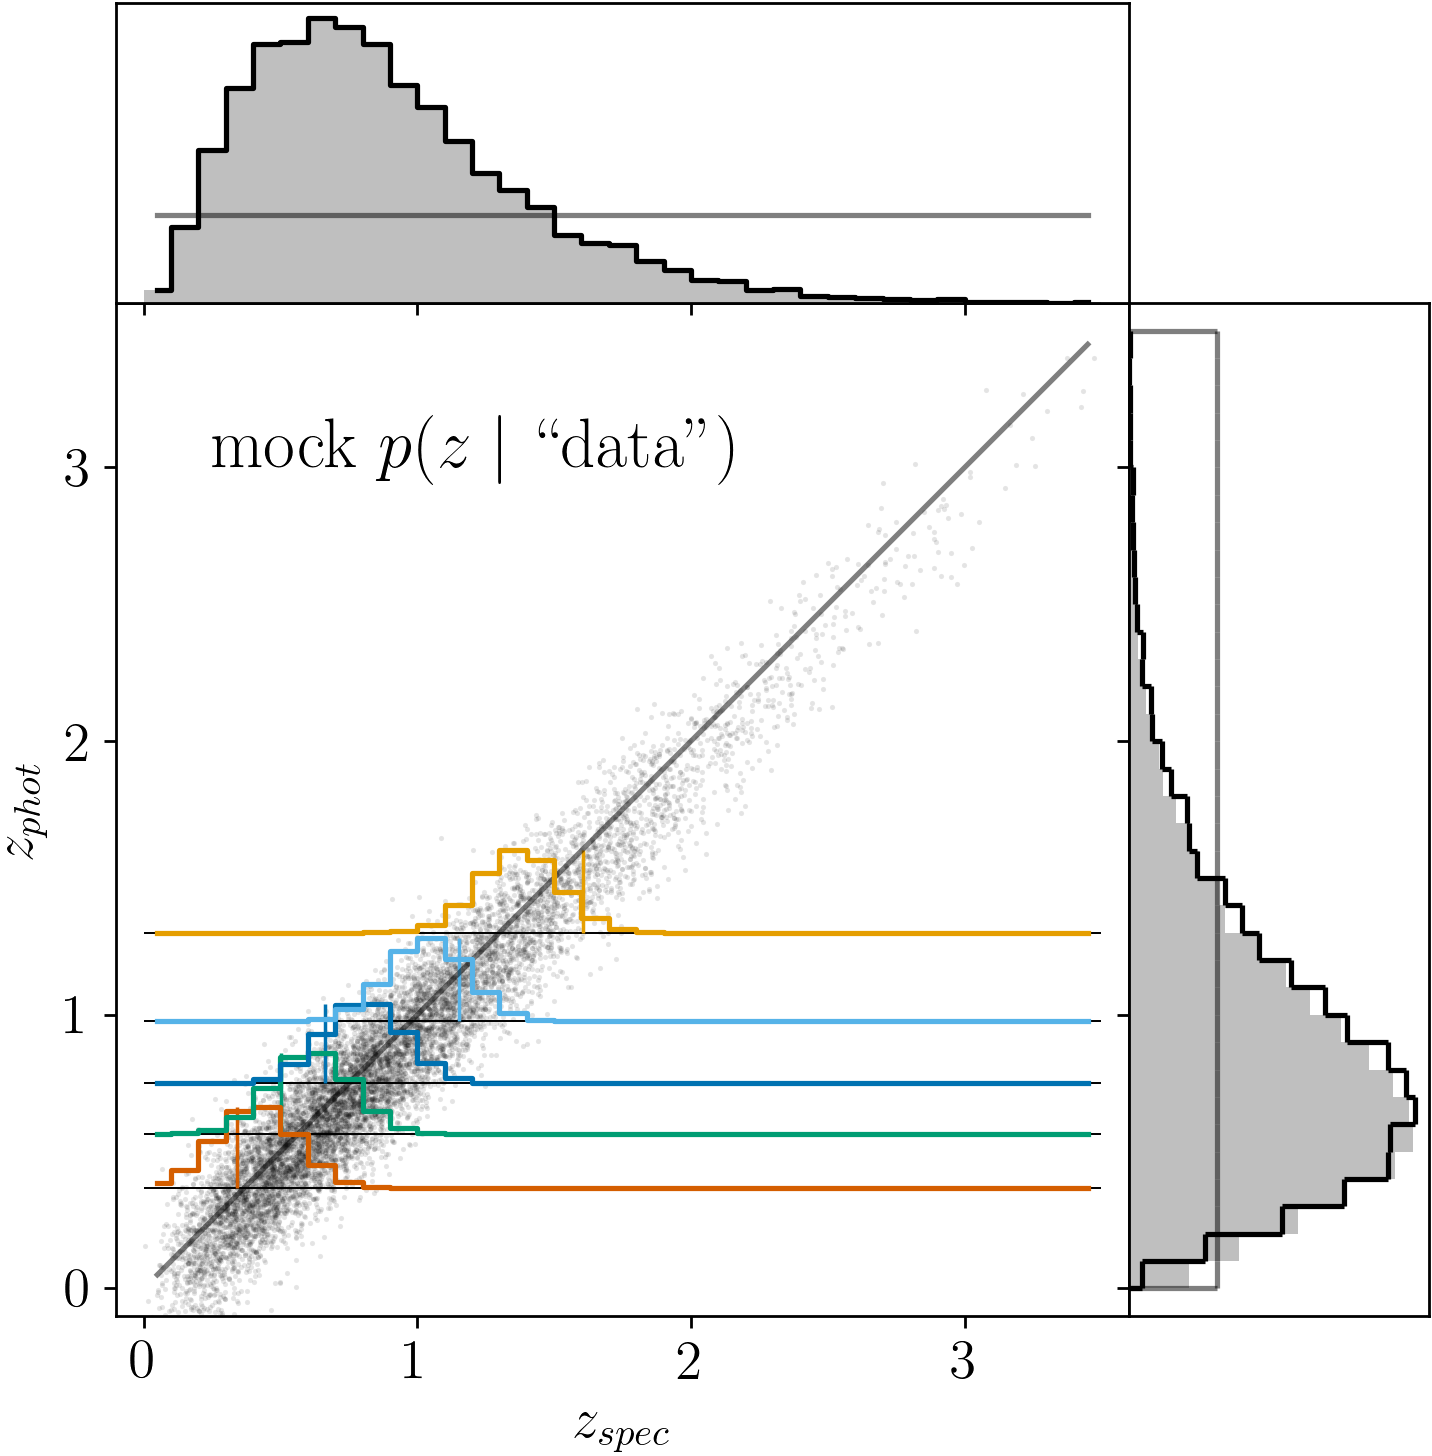 mock p(z | “data”)
3
2
1
0
z_phot
0 1 2 3
z_spec